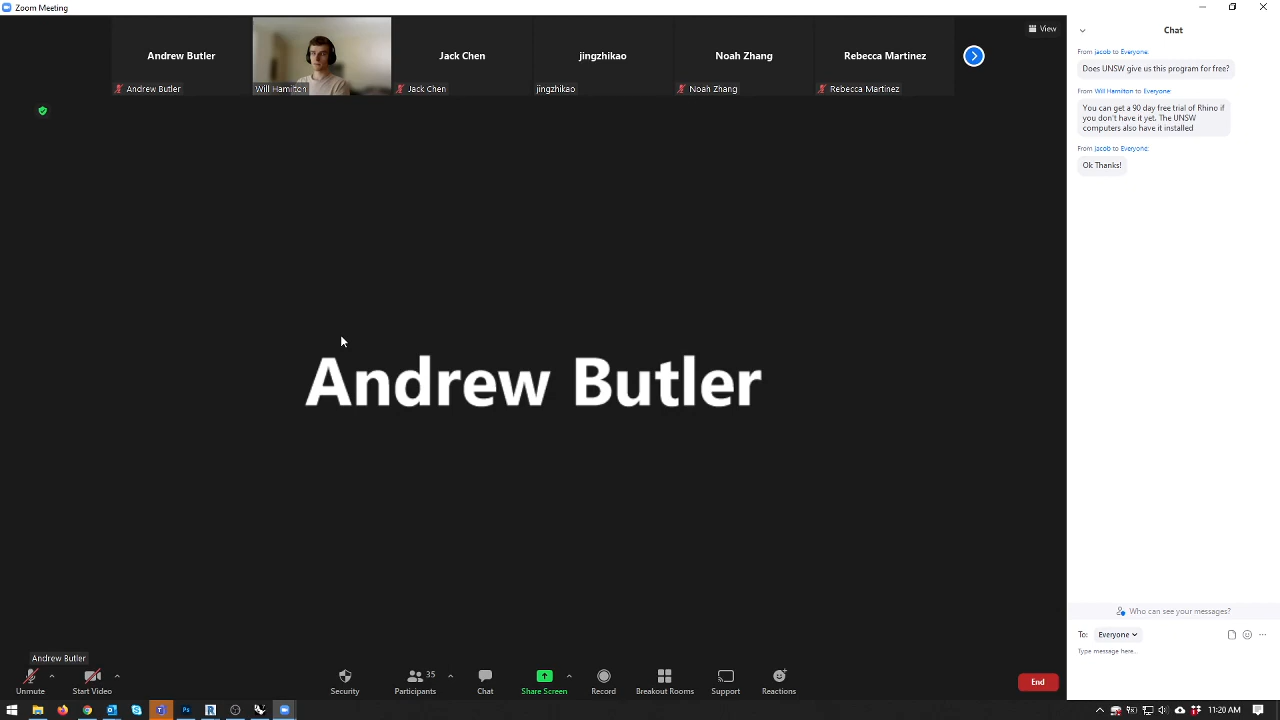 Zoom Meeting
View
Andrew Butler
Andrew Butler
Will Hamilton
Jack Chen
Jack Chen
jingzhikao
jingzhikao
Noah Zhang
Noah Zhang
Rebecca Martinez
Rebecca Martinez
Andrew Butler
Andrew Butler
Unmute
Start Video
Security
35
Participants
Chat
Share Screen
Record
Breakout Rooms
Support
Reactions
End
Chat
From jacob to Everyone:
Does UNSW give us this program for free?
From Will Hamilton to Everyone:
You can get a 90 day free trial of Rhino if
you don't have it yet. The UNSW
computers also have it installed
From jacob to Everyone:
Ok Thanks!
Who can see your messages?
To: Everyone
Type message here...
11:20 AM